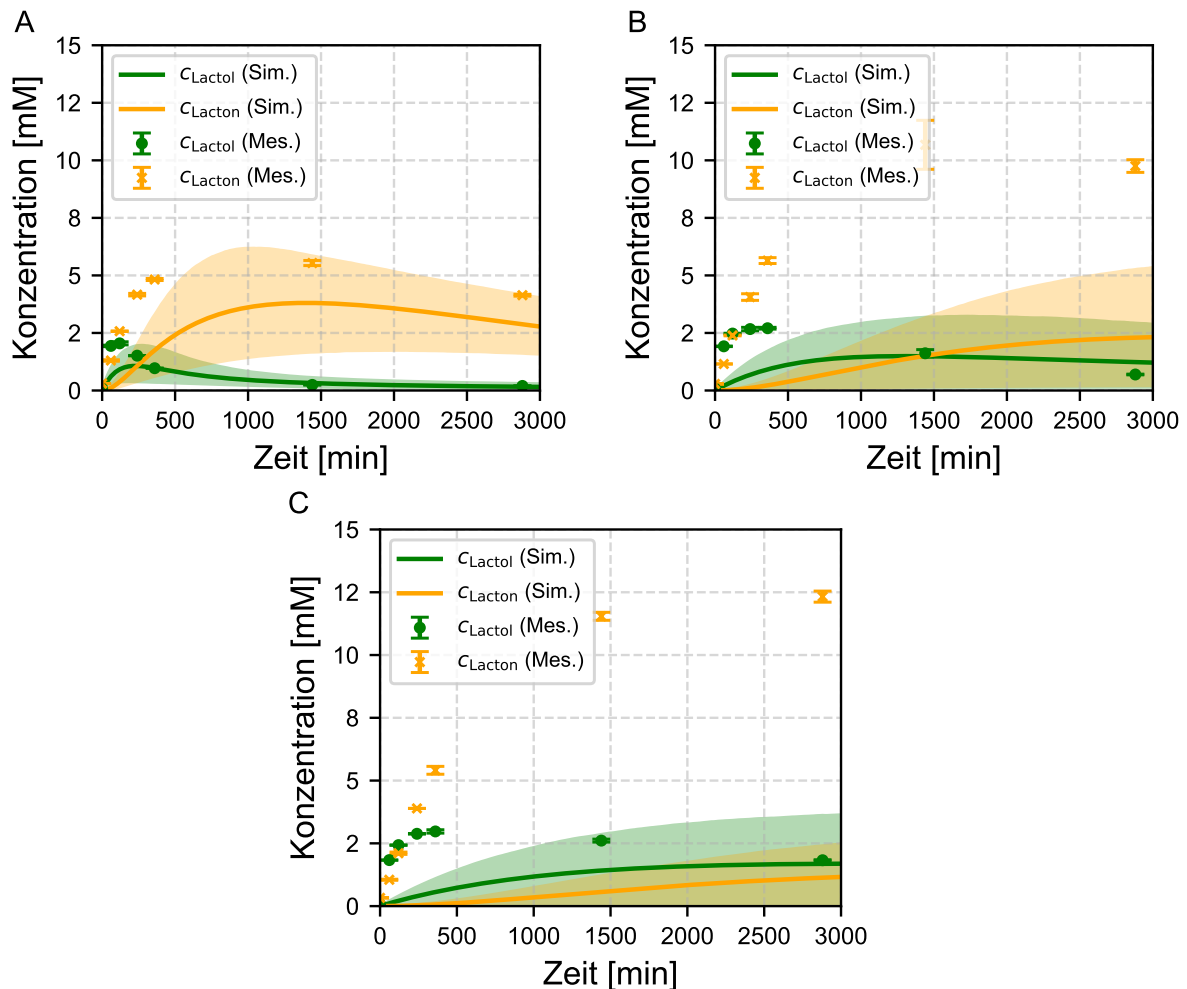 A
Konzentration [mM]
15
12
10
8
5
2
0
c_Lactol (Sim.)
c_Lacton (Sim.)
c_Lactol (Mes.)
c_Lacton (Mes.)
0 500 1000 1500 2000 2500 3000
Zeit [min]
B
Konzentration [mM]
15
12
10
8
5
2
0
c_Lactol (Sim.)
c_Lacton (Sim.)
c_Lactol (Mes.)
c_Lacton (Mes.)
0 500 1000 1500 2000 2500 3000
Zeit [min]
C
Konzentration [mM]
15
12
10
8
5
2
0
c_Lactol (Sim.)
c_Lacton (Sim.)
c_Lactol (Mes.)
c_Lacton (Mes.)
0 500 1000 1500 2000 2500 3000
Zeit [min]